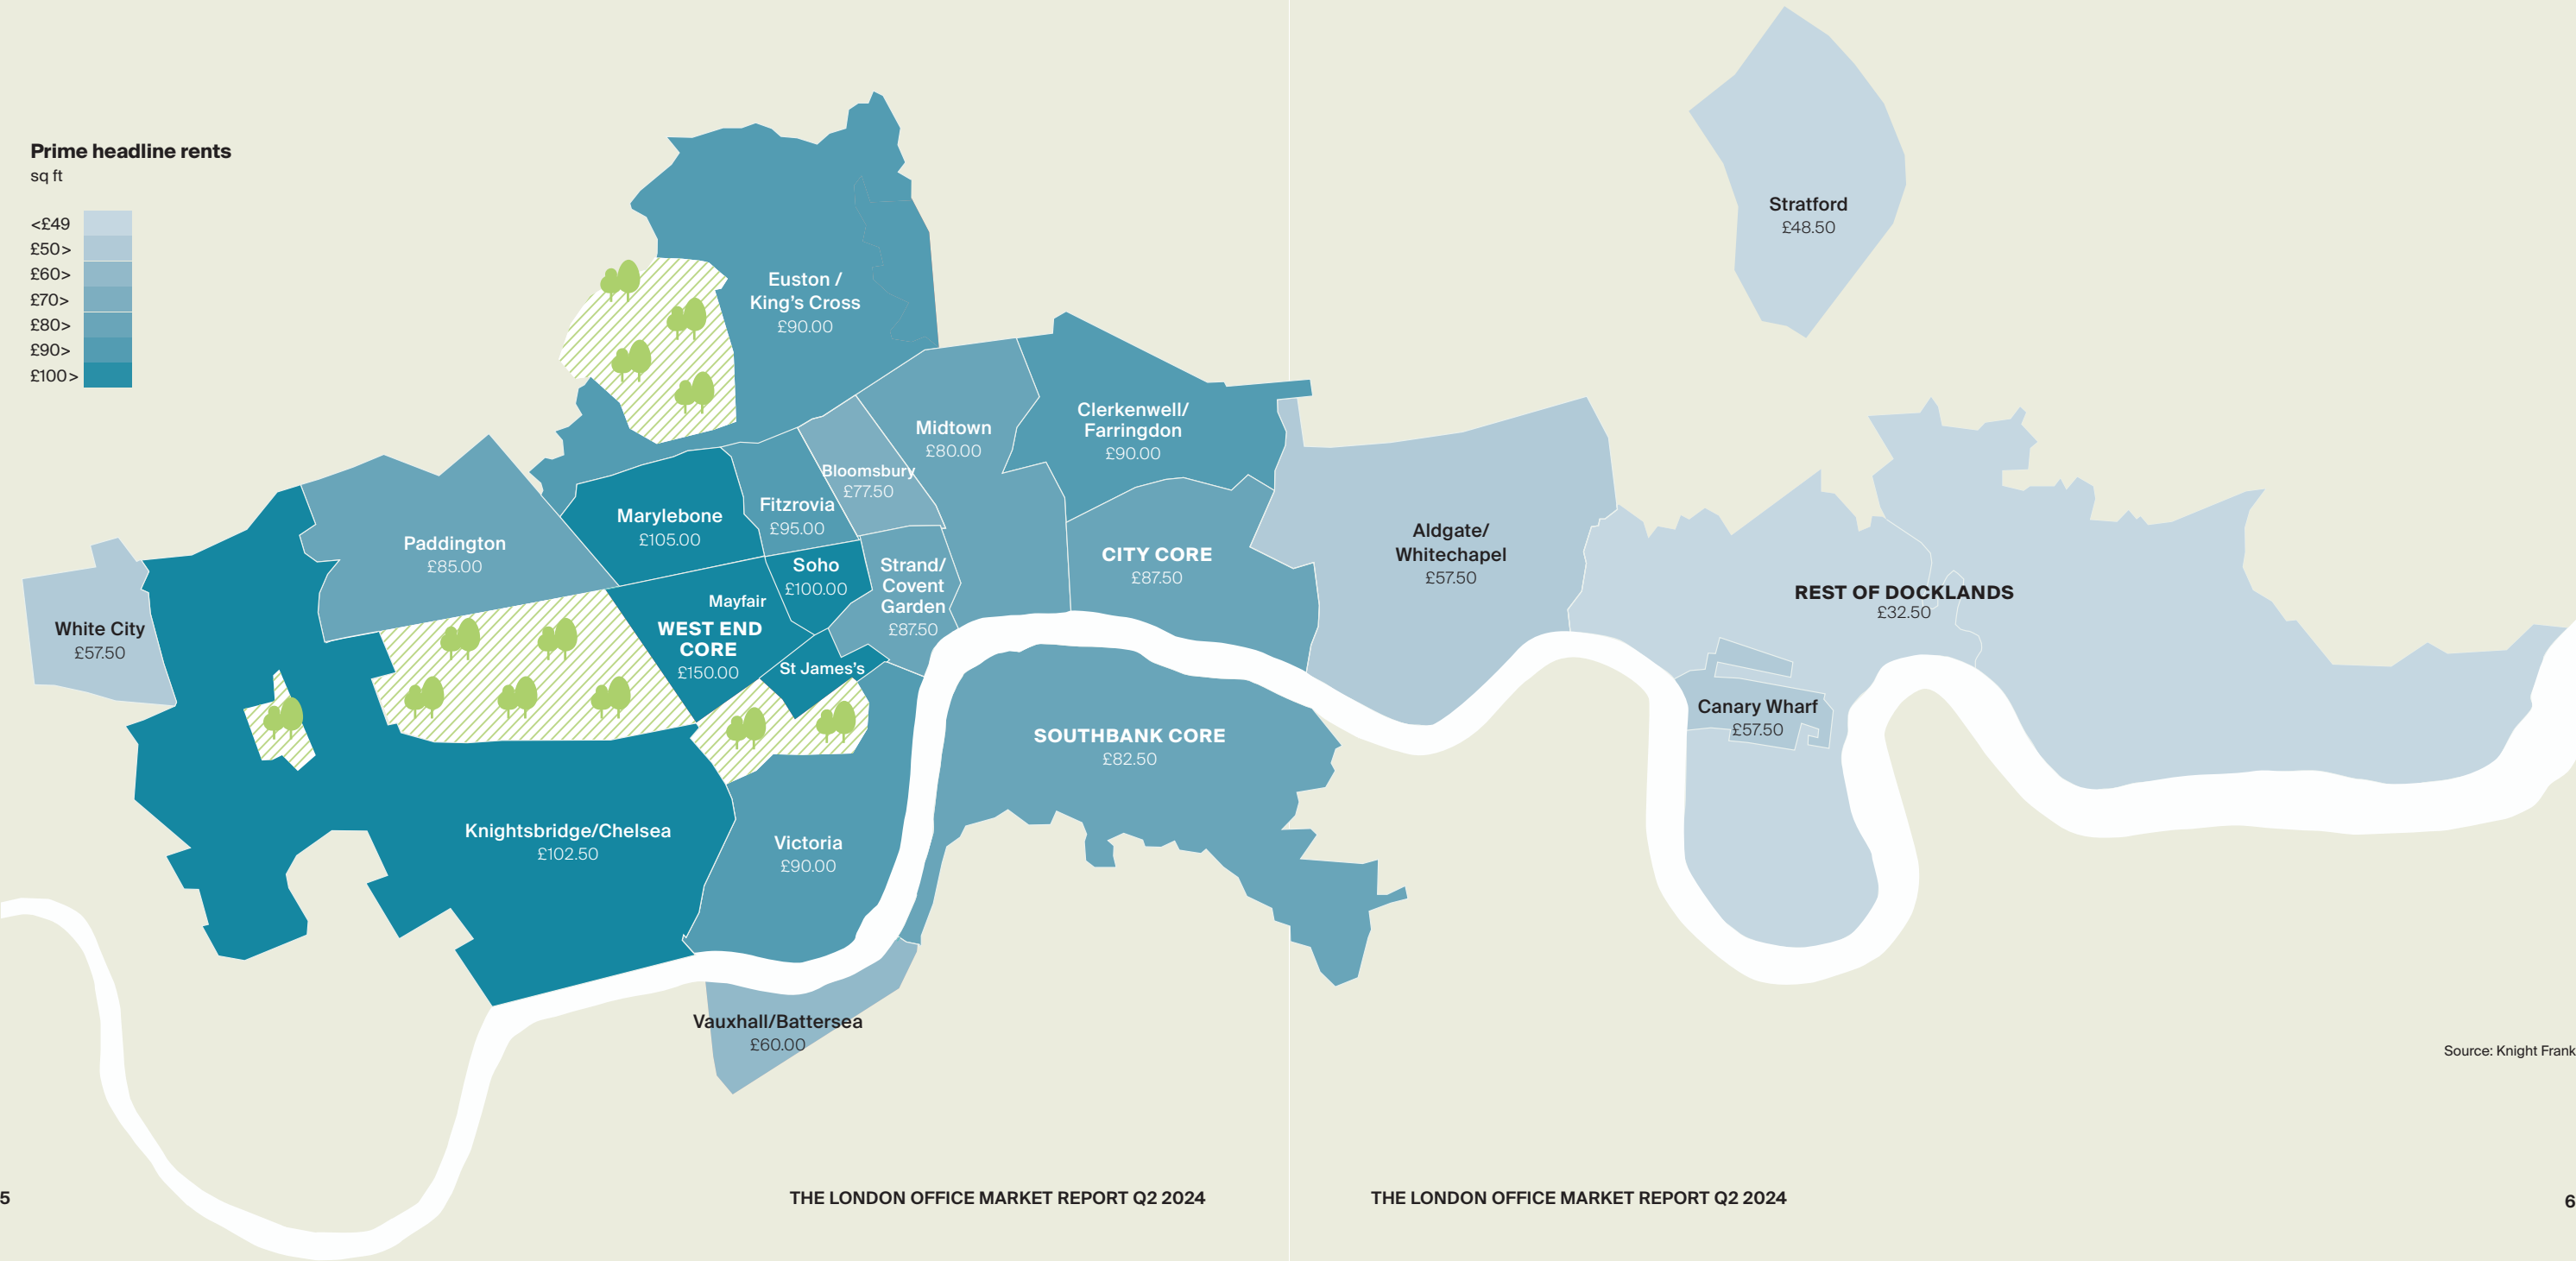 Prime headline rents
sq ft
<£49
£50>
£60>
£70>
£80>
£90>
£100>
Stratford
£48.50
Euston /
King’s Cross
£90.00
Midtown
£80.00
Clerkenwell/
Farringdon
£90.00
Bloomsbury
£77.50
Fitzrovia
£95.00
Marylebone
£105.00
Paddington
£85.00
White City
£57.50
Soho
£100.00
Strand/
Covent
Garden
£87.50
CITY CORE
£87.50
Aldgate/
Whitechapel
£57.50
REST OF DOCKLANDS
£32.50
Mayfair
WEST END
CORE
£150.00
St James’s
Canary Wharf
£57.50
SOUTHBANK CORE
£82.50
Knightsbridge/Chelsea
£102.50
Victoria
£90.00
Vauxhall/Battersea
£60.00
Source: Knight Frank
5
THE LONDON OFFICE MARKET REPORT Q2 2024
THE LONDON OFFICE MARKET REPORT Q2 2024
6